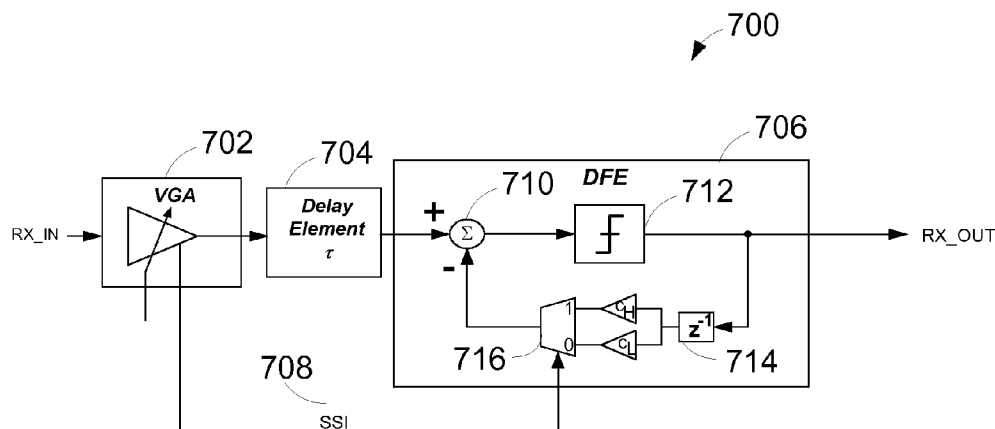 700
702
704
706
VGA
Delay
Element
τ
DFE
710
712
+
-
Σ
RX_IN
RX_OUT
1
0
C_H
C_L
z⁻¹
716
714
708
SSI